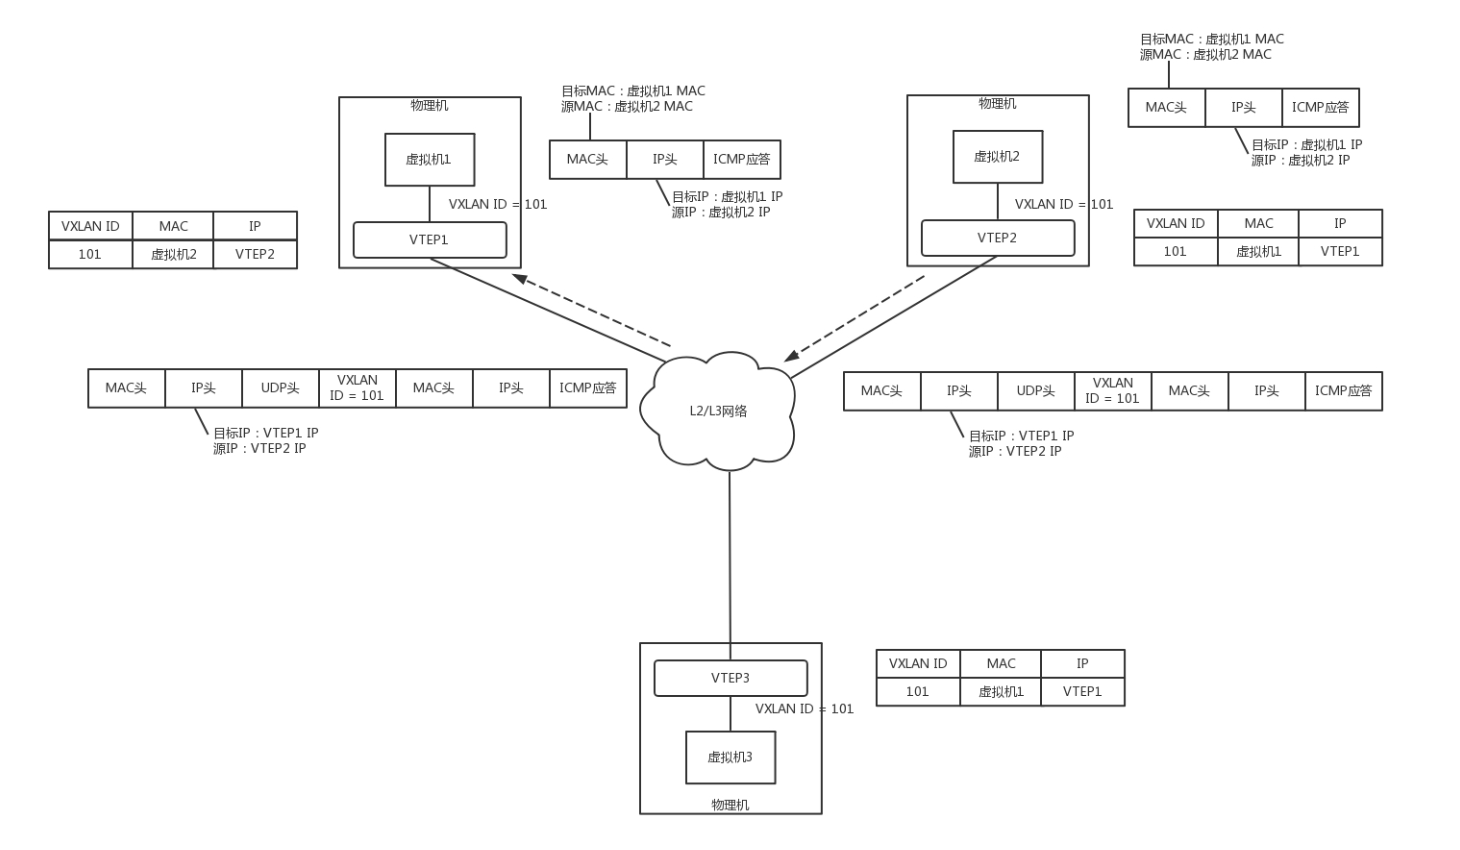 目标MAC：虚拟机1 MAC
源MAC：虚拟机2 MAC
MAC头 IP头 ICMP应答
目标IP：虚拟机1 IP
源IP：虚拟机2 IP
目标MAC：虚拟机1 MAC
源MAC：虚拟机2 MAC
MAC头 IP头 ICMP应答
目标IP：虚拟机1 IP
源IP：虚拟机2 IP
物理机
虚拟机1
VXLAN ID = 101
VTEP1
物理机
虚拟机2
VXLAN ID = 101
VTEP2
VXLAN ID MAC IP
101 虚拟机2 VTEP2
VXLAN ID MAC IP
101 虚拟机1 VTEP1
MAC头 IP头 UDP头 VXLAN ID = 101 MAC头 IP头 ICMP应答
目标IP：VTEP1 IP
源IP：VTEP2 IP
L2/L3网络
MAC头 IP头 UDP头 VXLAN ID = 101 MAC头 IP头 ICMP应答
目标IP：VTEP1 IP
源IP：VTEP2 IP
VTEP3
VXLAN ID = 101
虚拟机3
物理机
VXLAN ID MAC IP
101 虚拟机1 VTEP1